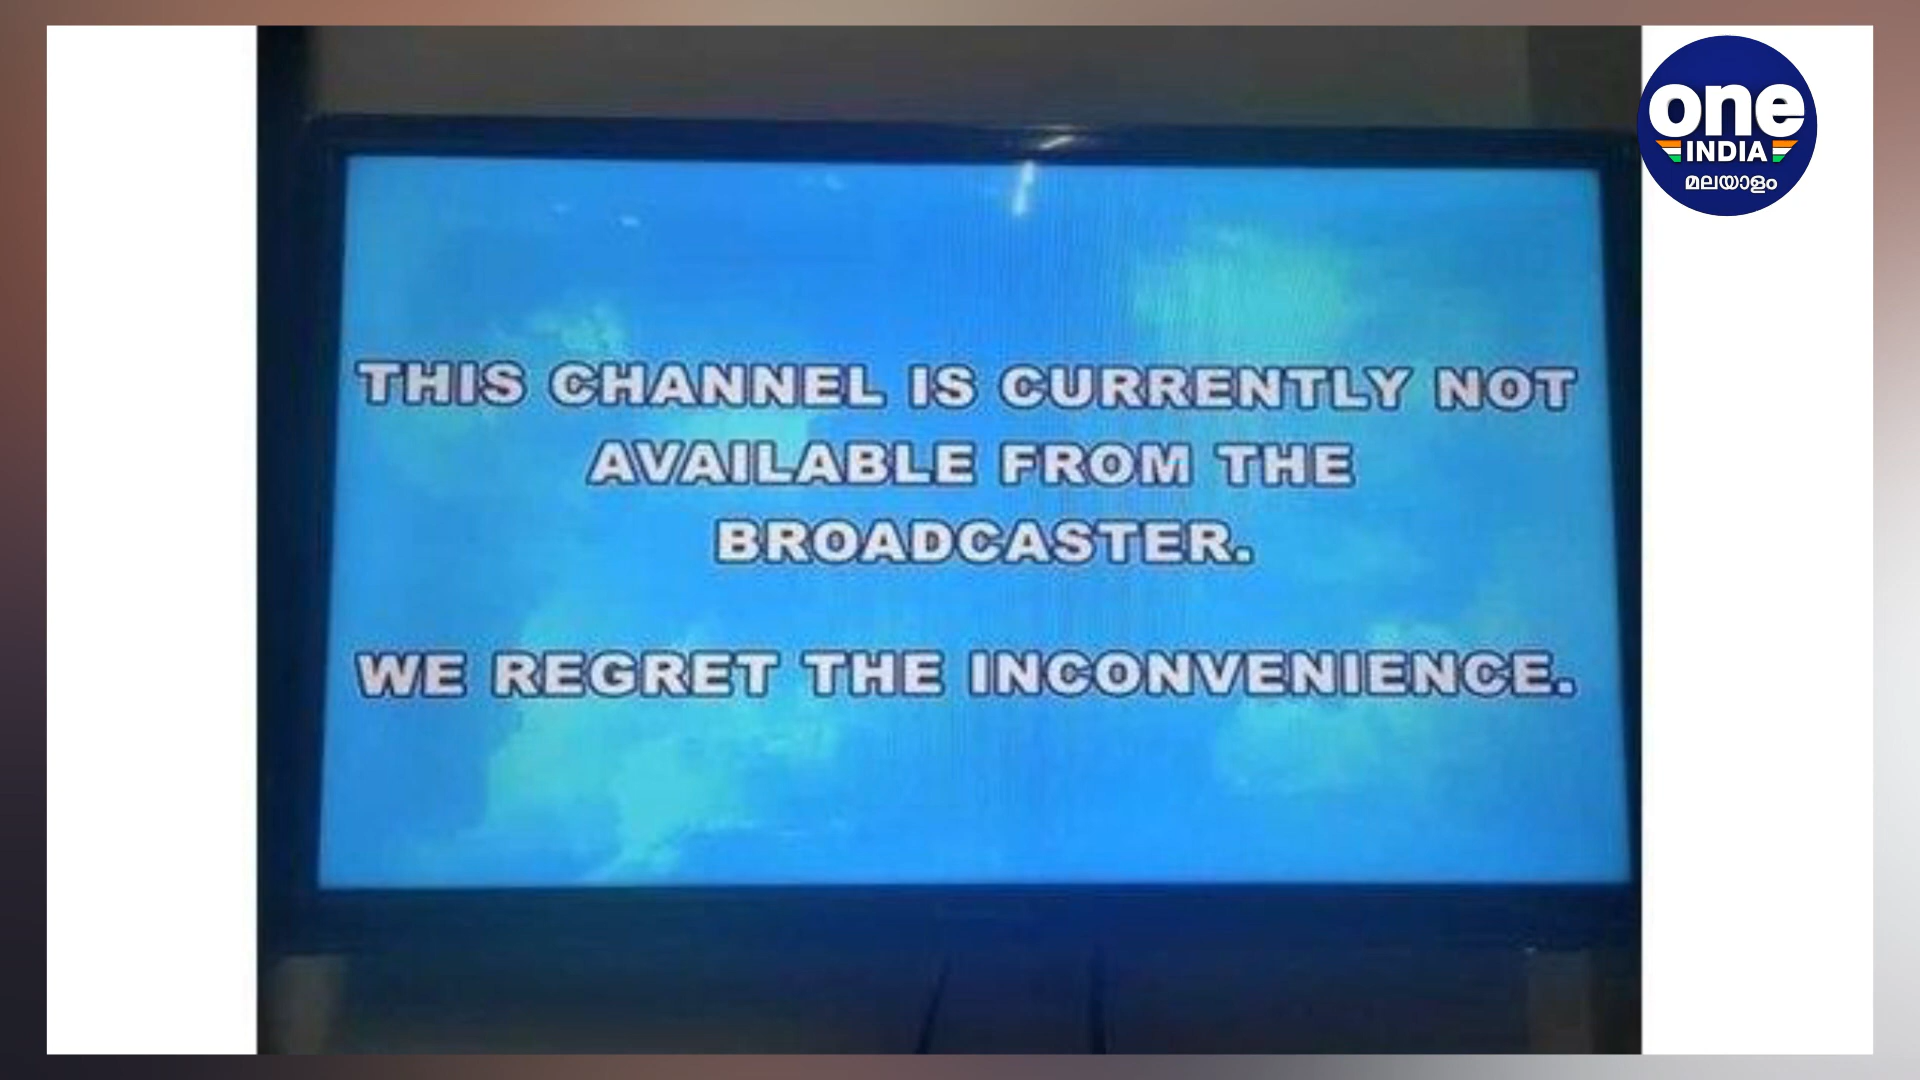 one
INDIA
മലയാളം
THIS CHANNEL IS CURRENTLY NOT
AVAILABLE FROM THE
BROADCASTER.
WE REGRET THE INCONVENIENCE.